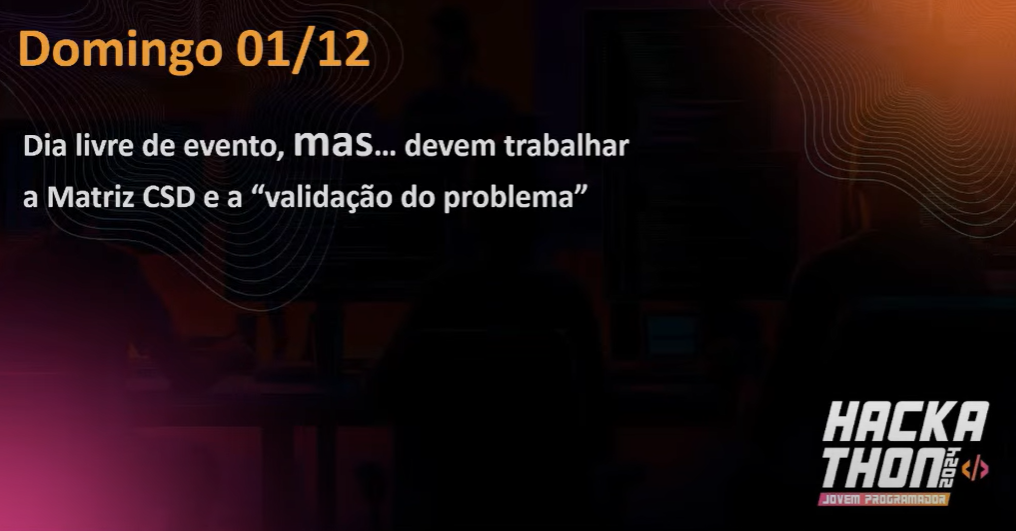 Domingo 01/12
Dia livre de evento, mas... devem trabalhar
a Matriz CSD e a “validação do problema”
HACKA
THON 2024 </>
JOVEM PROGRAMADOR